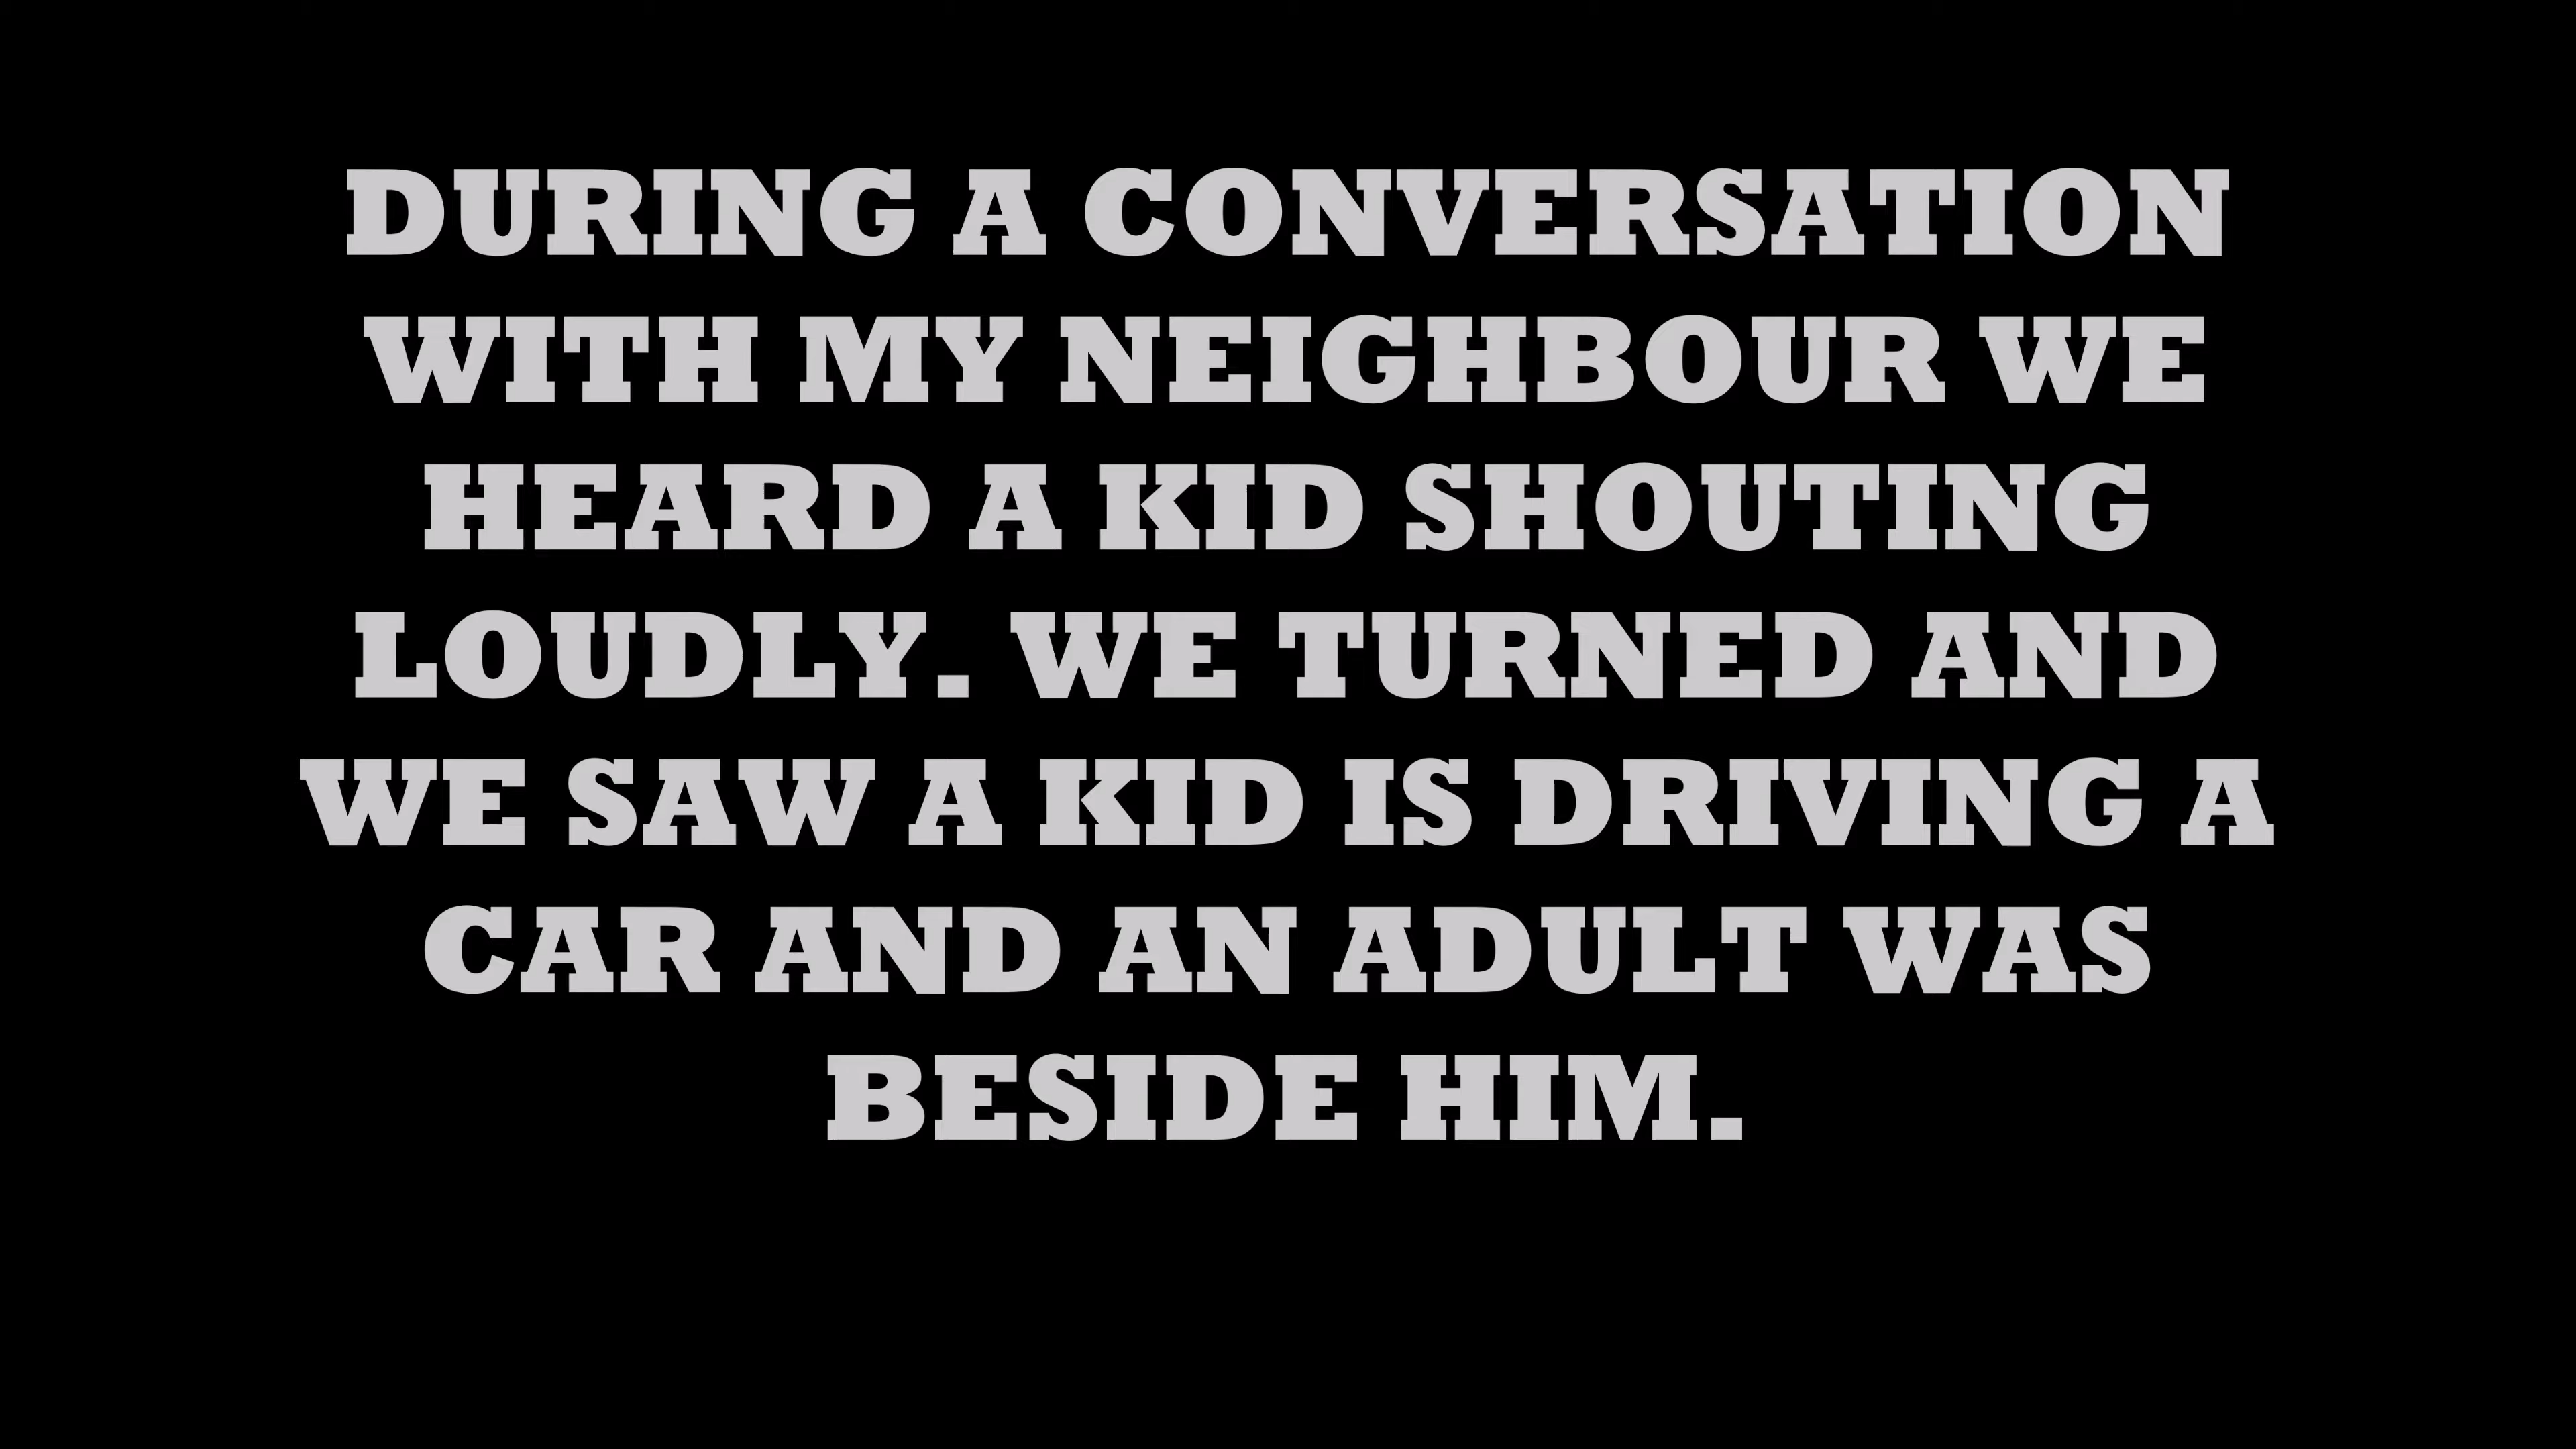 DURING A CONVERSATION
WITH MY NEIGHBOUR WE
HEARD A KID SHOUTING
LOUDLY. WE TURNED AND
WE SAW A KID IS DRIVING A
CAR AND AN ADULT WAS
BESIDE HIM.